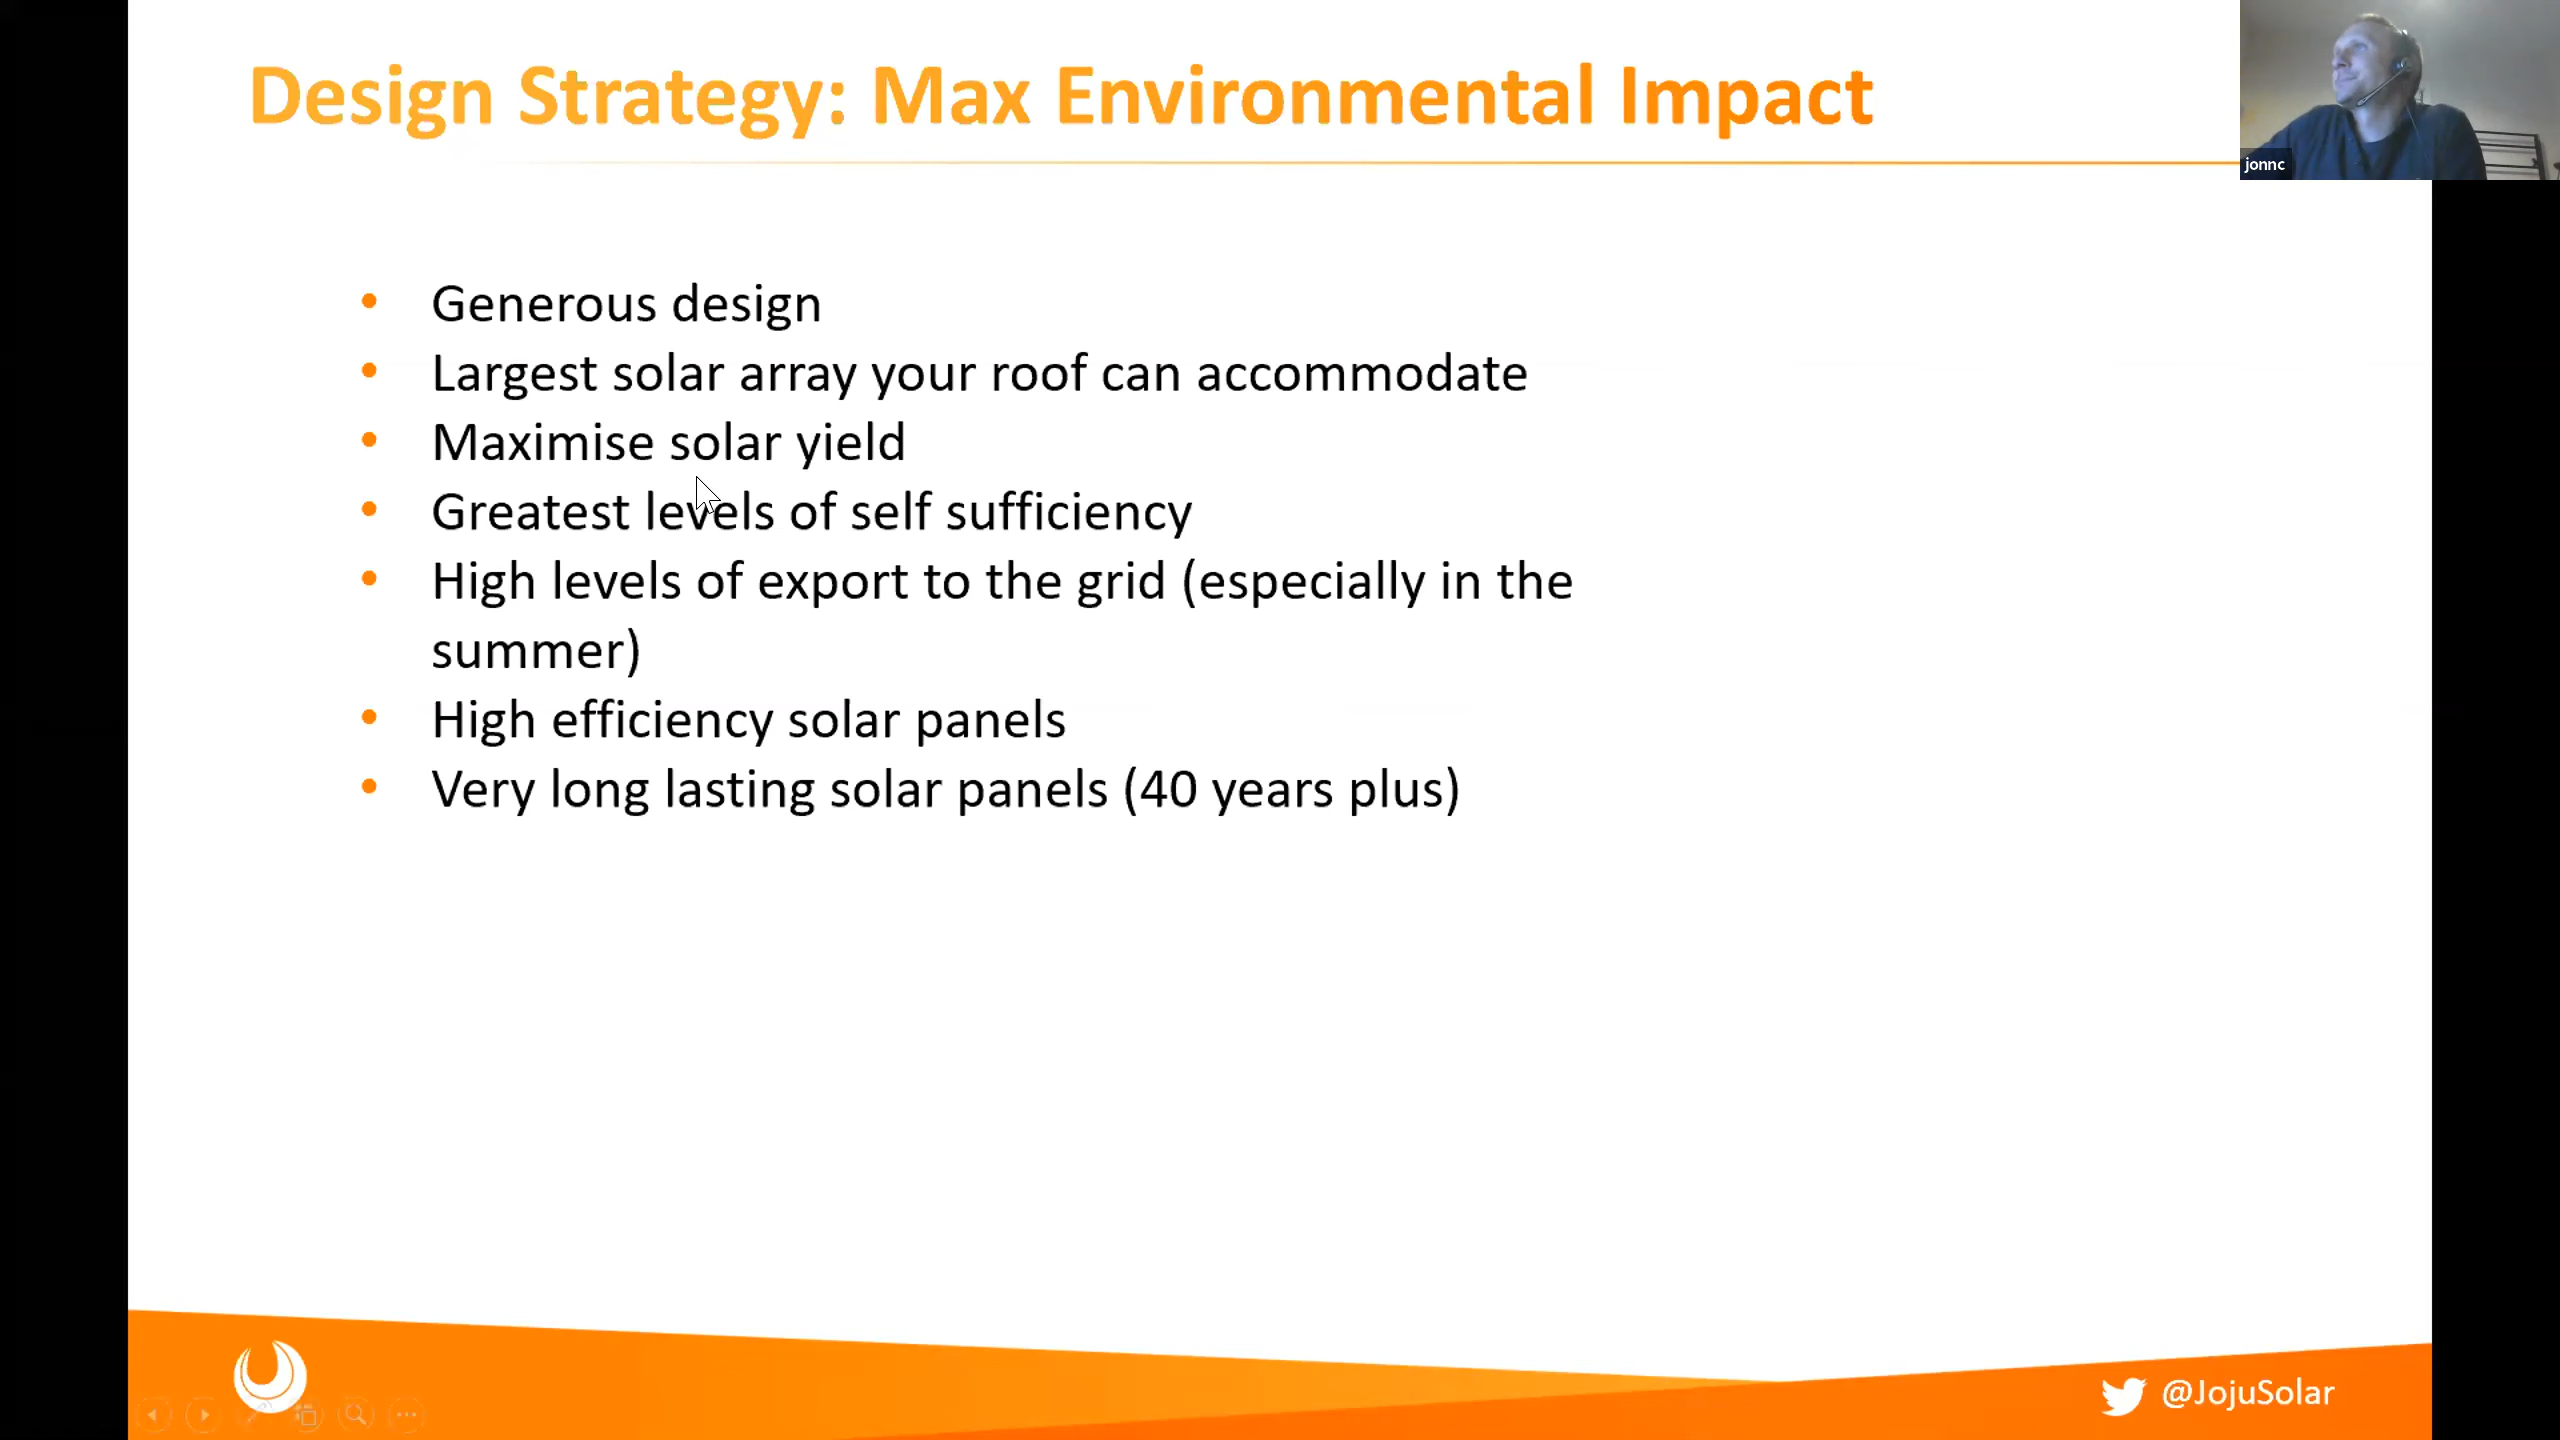 Design Strategy: Max Environmental Impact
jonnc
• Generous design
• Largest solar array your roof can accommodate
• Maximise solar yield
• Greatest levels of self sufficiency
• High levels of export to the grid (especially in the
summer)
• High efficiency solar panels
• Very long lasting solar panels (40 years plus)
@JojuSolar